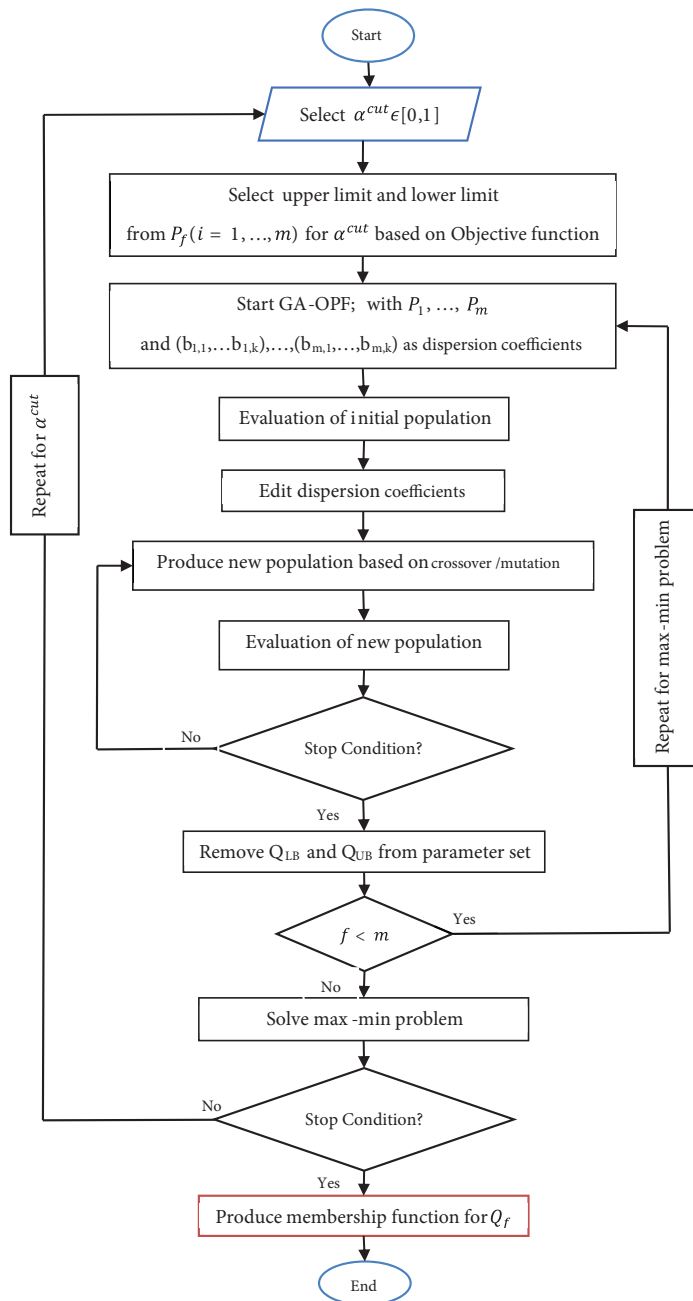 Start
Select α^cut ϵ[0,1]
Select upper limit and lower limit
from P_f(i = 1, …, m) for α^cut based on Objective function
Start GA-OPF; with P_1, …, P_m
and (b_1,1,…b_1,k),…,(b_m,1,…,b_m,k) as dispersion coefficients
Evaluation of initial population
Edit dispersion coefficients
Produce new population based on crossover /mutation
Evaluation of new population
No
Stop Condition?
Yes
Remove Q_LB and Q_UB from parameter set
f < m
Yes
No
Solve max -min problem
No
Stop Condition?
Yes
Produce membership function for Q_f
End
Repeat for α^cut
Repeat for max -min problem